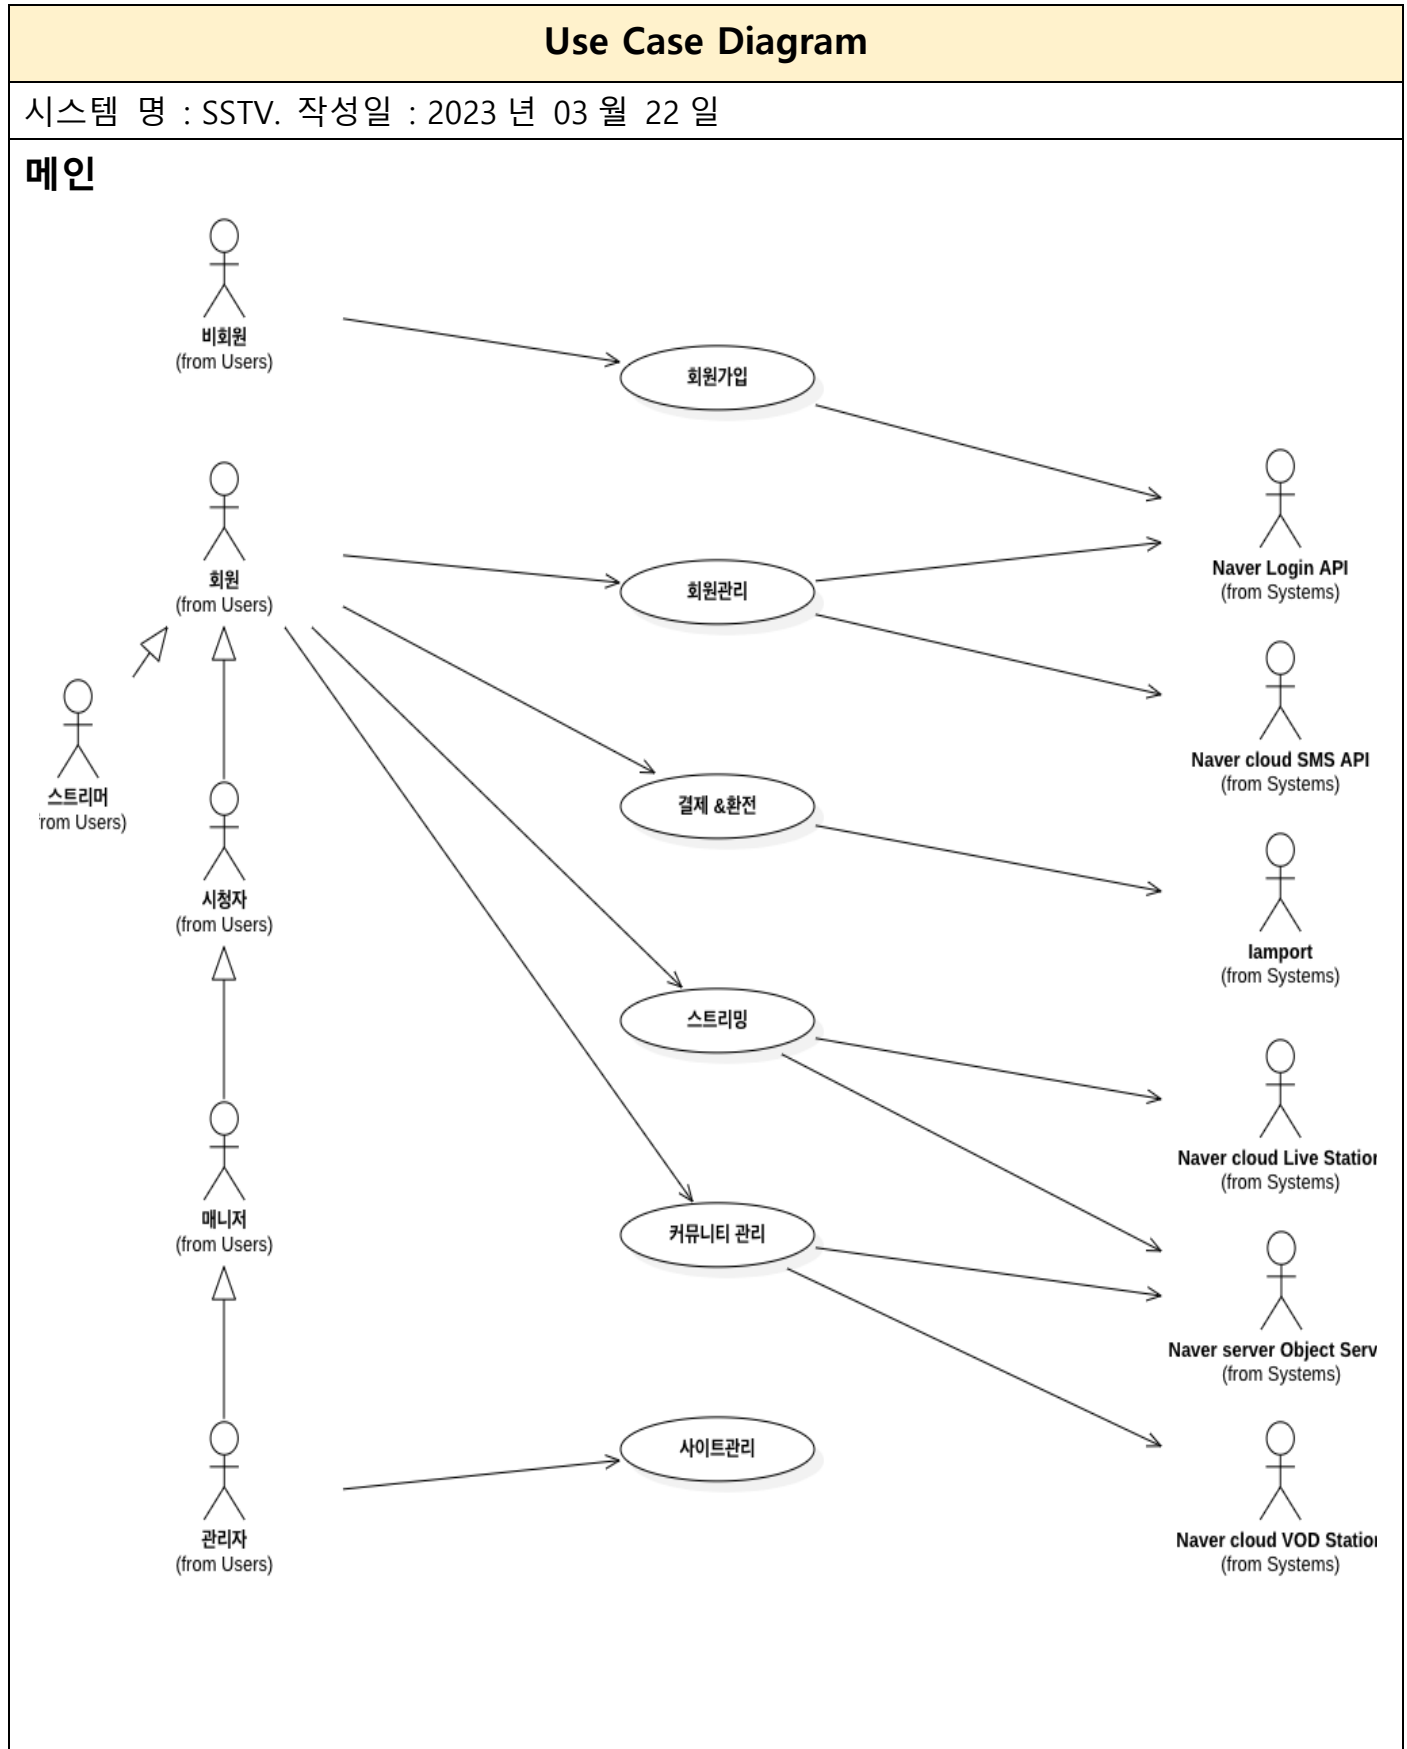 Use Case Diagram
시스템 명 : SSTV. 작성일 : 2023 년 03 월 22 일
메인
비회원
(from Users)
회원가입
회원
(from Users)
회원관리
Naver Login API
(from Systems)
스트리머
rom Users)
결제 &환전
Naver cloud SMS API
(from Systems)
시청자
(from Users)
Iamport
(from Systems)
스트리밍
Naver cloud Live Station
(from Systems)
매니저
(from Users)
커뮤니티 관리
Naver server Object Serv
(from Systems)
관리자
(from Users)
사이트관리
Naver cloud VOD Station
(from Systems)